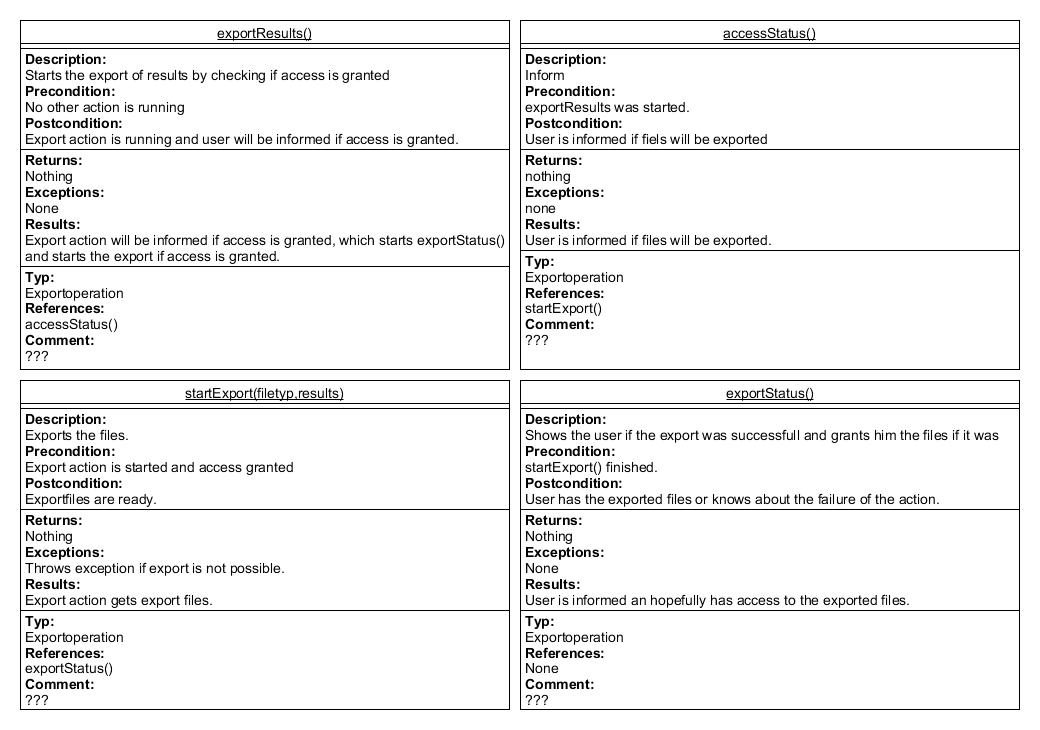 exportResults()
Description:
Starts the export of results by checking if access is granted
Precondition:
No other action is running
Postcondition:
Export action is running and user will be informed if access is granted.
Returns:
Nothing
Exceptions:
None
Results:
Export action will be informed if access is granted, which starts exportStatus()
and starts the export if access is granted.
Typ:
Exportoperation
References:
accessStatus()
Comment:
???
accessStatus()
Description:
Inform
Precondition:
exportResults was started.
Postcondition:
User is informed if fiels will be exported
Returns:
nothing
Exceptions:
none
Results:
User is informed if files will be exported.
Typ:
Exportoperation
References:
startExport()
Comment:
???
startExport(filetyp,results)
Description:
Exports the files.
Precondition:
Export action is started and access granted
Postcondition:
Exportfiles are ready.
Returns:
Nothing
Exceptions:
Throws exception if export is not possible.
Results:
Export action gets export files.
Typ:
Exportoperation
References:
exportStatus()
Comment:
???
exportStatus()
Description:
Shows the user if the export was successfull and grants him the files if it was
Precondition:
startExport() finished.
Postcondition:
User has the exported files or knows about the failure of the action.
Returns:
Nothing
Exceptions:
None
Results:
User is informed an hopefully has access to the exported files.
Typ:
Exportoperation
References:
None
Comment:
???